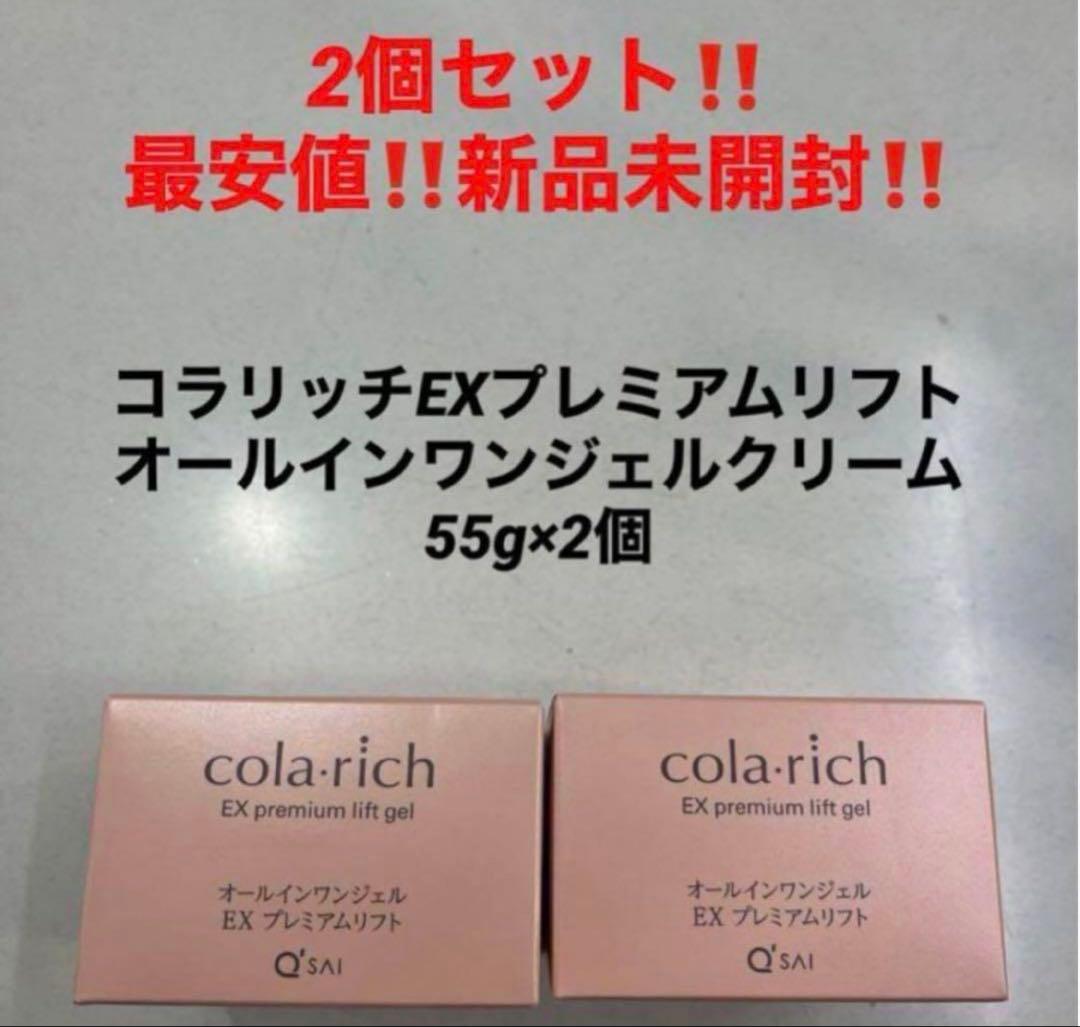 2個セット‼️
最安値‼️新品未開封‼️
コラリッチEXプレミアムリフト
オールインワンジェルクリーム
55g×2個
cola・rich
EX premium lift gel
オールインワンジェル
EX プレミアムリフト
Q'SAI
cola・rich
EX premium lift gel
オールインワンジェル
EX プレミアムリフト
Q'SAI